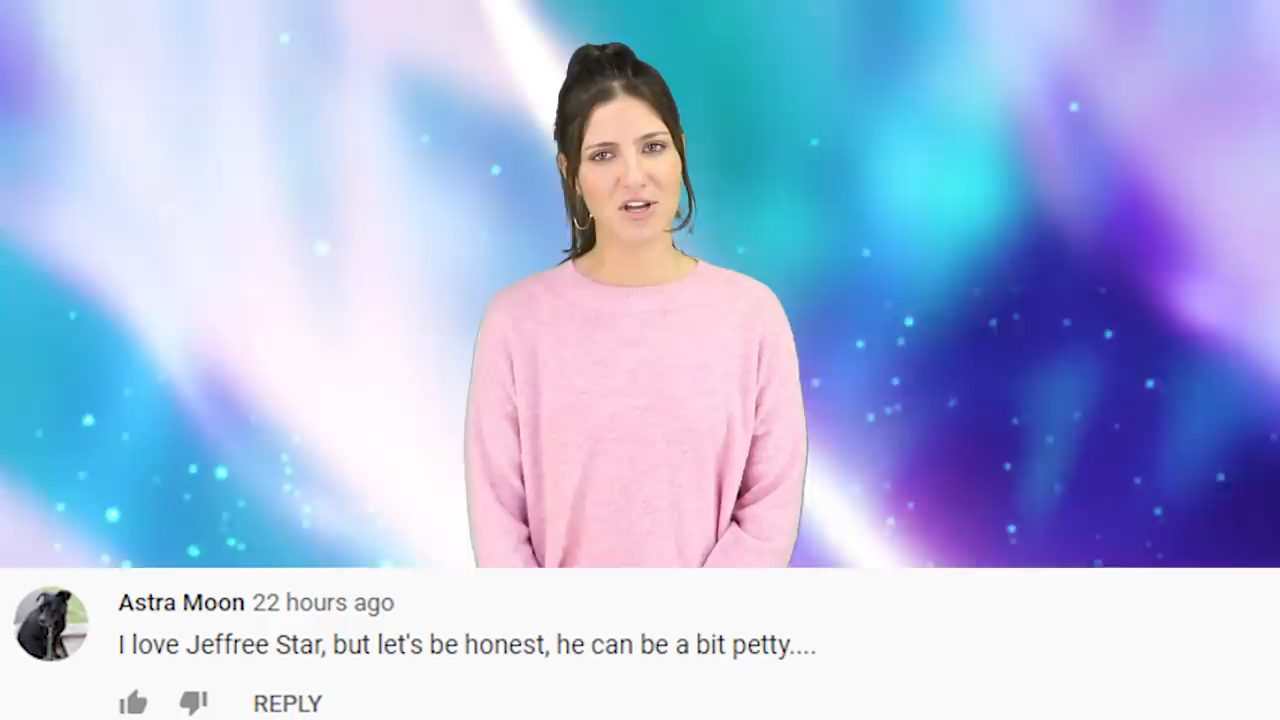 Astra Moon 22 hours ago
I love Jeffree Star, but let's be honest, he can be a bit petty....
REPLY